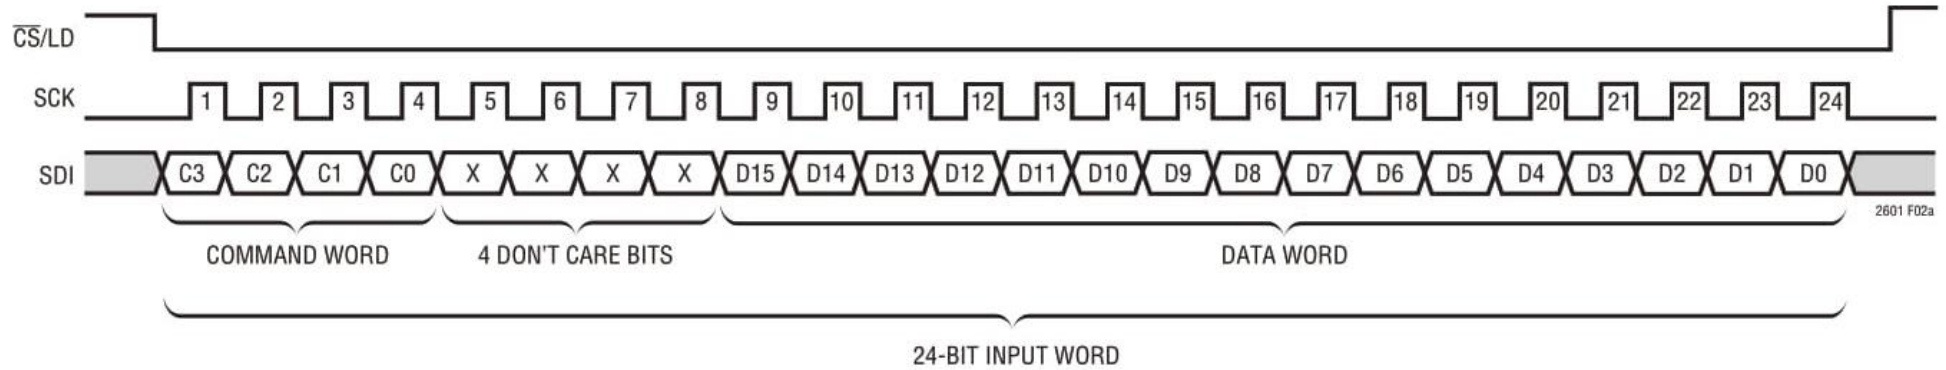 CS/LD
SCK 1 2 3 4 5 6 7 8 9 10 11 12 13 14 15 16 17 18 19 20 21 22 23 24
SDI C3 C2 C1 C0 X X X X D15 D14 D13 D12 D11 D10 D9 D8 D7 D6 D5 D4 D3 D2 D1 D0
2601 F02a
COMMAND WORD 4 DON'T CARE BITS DATA WORD
24-BIT INPUT WORD